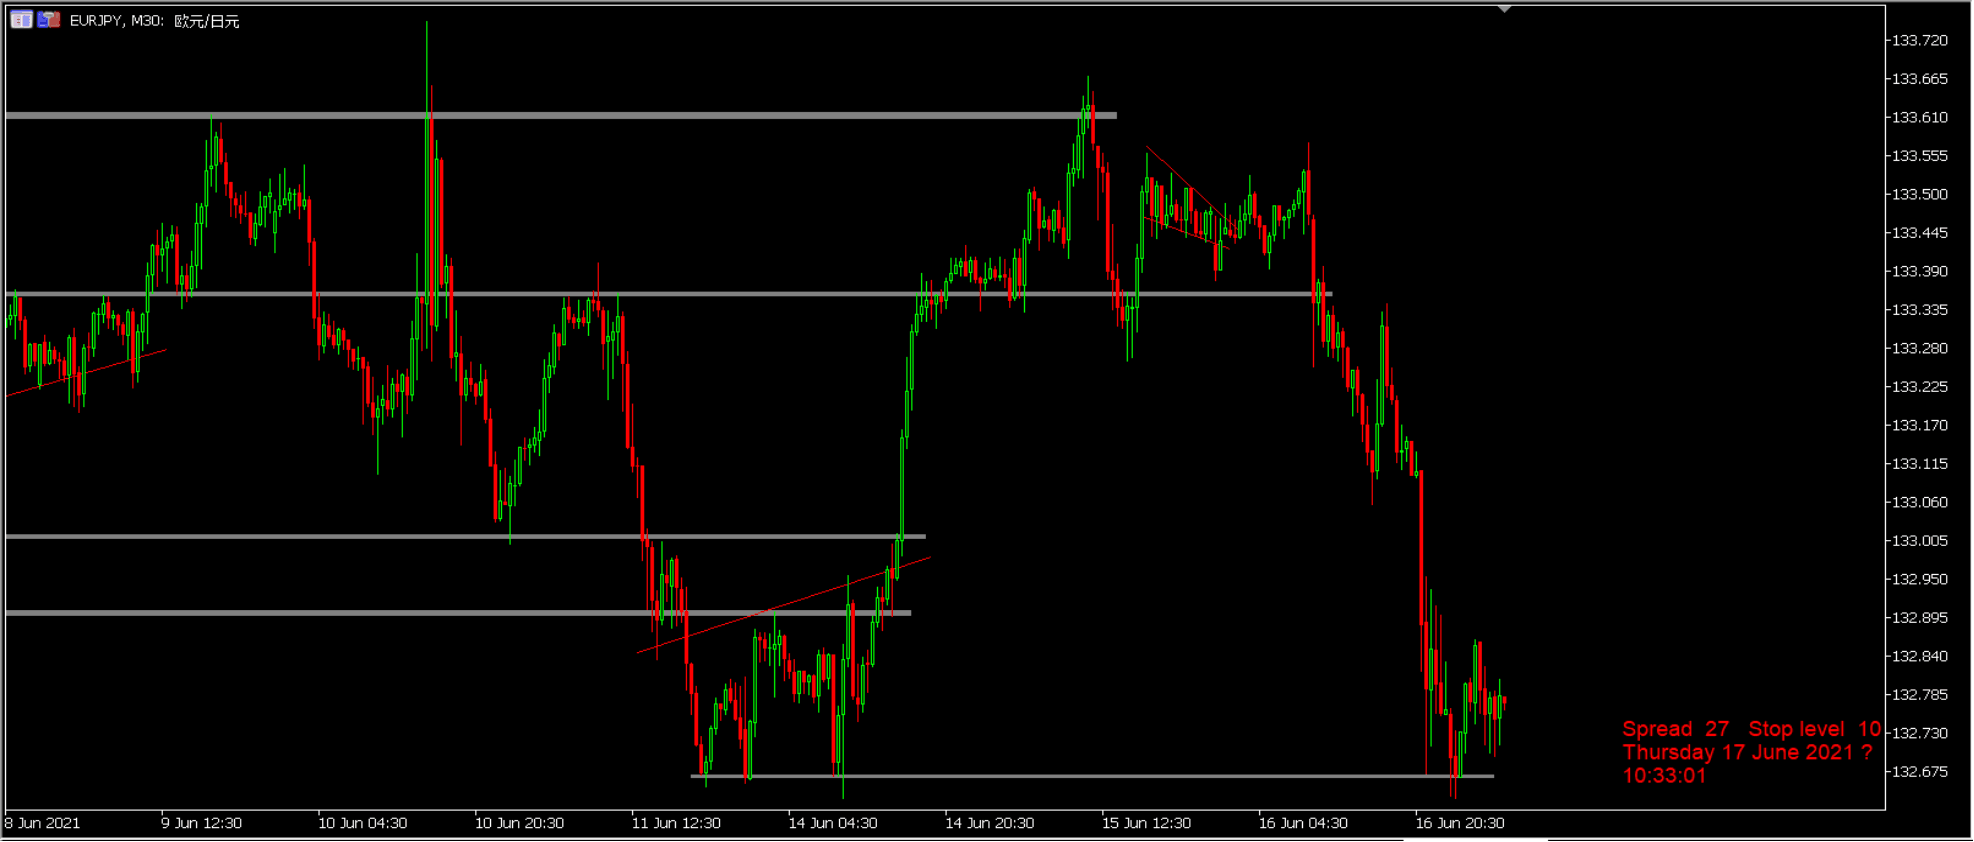 EURJPY, M30: 欧元/日元
133.720
133.665
133.610
133.555
133.500
133.445
133.390
133.335
133.280
133.225
133.170
133.115
133.060
133.005
132.950
132.895
132.840
132.785
132.730
132.675
Spread 27 Stop level 10
Thursday 17 June 2021 ?
10:33:01
8 Jun 2021
9 Jun 12:30
10 Jun 04:30
10 Jun 20:30
11 Jun 12:30
14 Jun 04:30
14 Jun 20:30
15 Jun 12:30
16 Jun 04:30
16 Jun 20:30